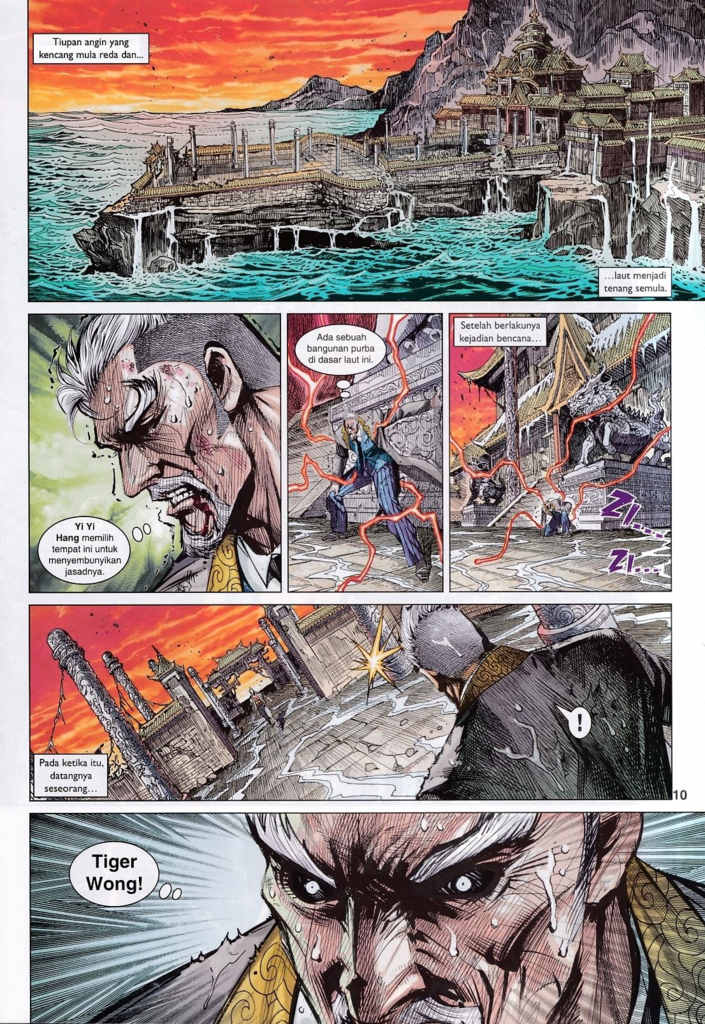 Tiupan angin yang
kencang mula reda dan...
...laut menjadi
tenang semula.
Yi Yi
Hang memilih
tempat ini untuk
menyembunyikan
jasadnya.
Ada sebuah
bangunan purba
di dasar laut ini.
Setelah berlakunya
kejadian bencana...
ZI...
ZI...
!
Pada ketika itu,
datangnya
seseorang...
10
Tiger
Wong!